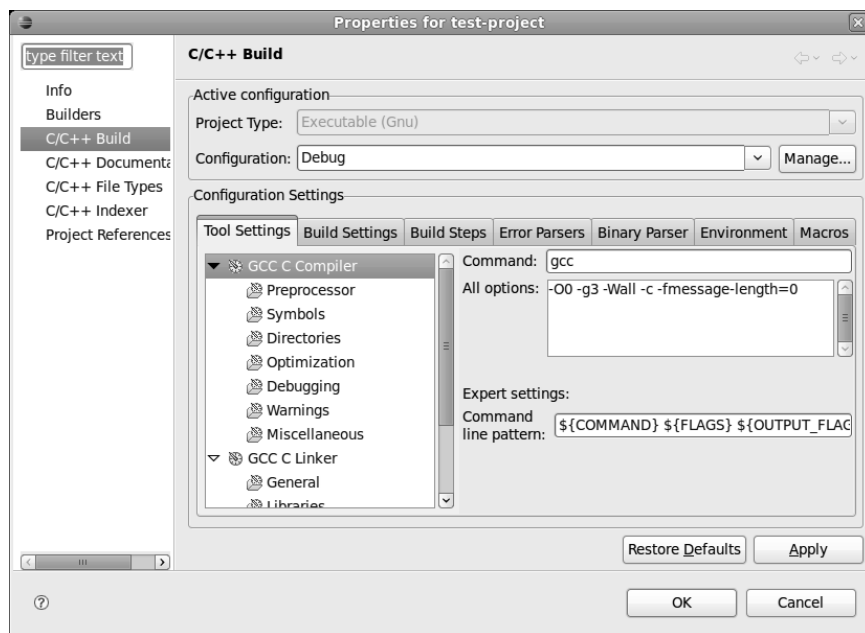 Properties for test-project
type filter text
Info
Builders
C/C++ Build
C/C++ Documenta
C/C++ File Types
C/C++ Indexer
Project References
C/C++ Build
Active configuration
Project Type: Executable (Gnu)
Configuration: Debug Manage...
Configuration Settings
Tool Settings Build Settings Build Steps Error Parsers Binary Parser Environment Macros
GCC C Compiler
Preprocessor
Symbols
Directories
Optimization
Debugging
Warnings
Miscellaneous
GCC C Linker
General
Libraries
Command: gcc
All options: -O0 -g3 -Wall -c -fmessage-length=0
Expert settings:
Command
line pattern: ${COMMAND} ${FLAGS} ${OUTPUT_FLAG
Restore Defaults Apply
? OK Cancel